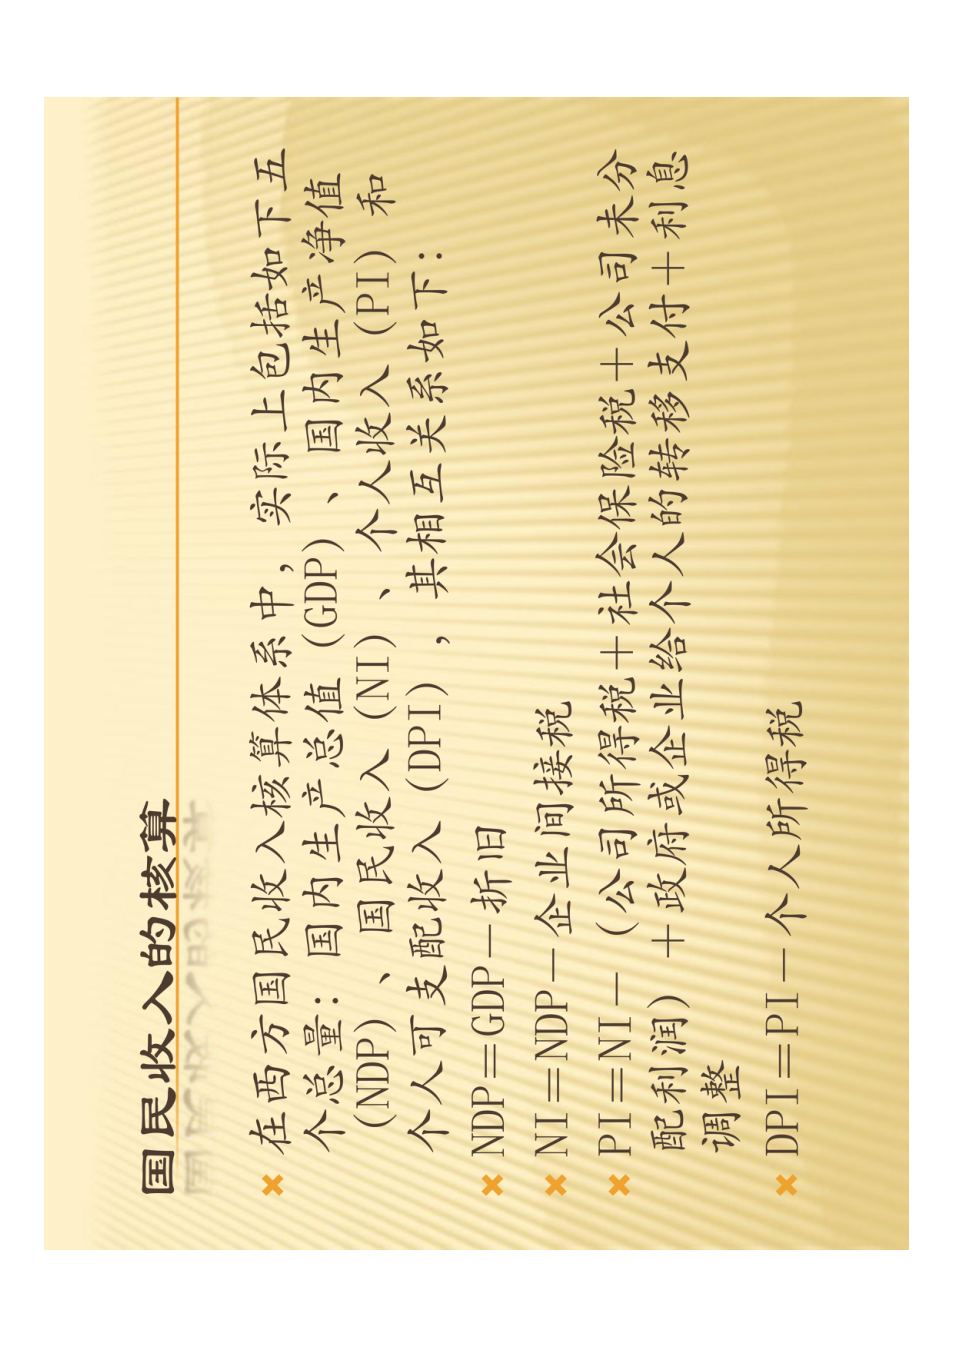 国民收入的核算
在西方国民收入核算体系中，实际上包括如下五
个总量：国内生产总值（GDP）、国内生产净值
（NDP）、国民收入（NI）、个人收入（PI）和
个人可支配收入（DPI），其相互关系如下：
NDP＝GDP－折旧
NI＝NDP－企业间接税
PI＝NI－（公司所得税＋社会保险税＋公司未分
配利润）＋政府或企业给个人的转移支付＋利息
调整
DPI＝PI－个人所得税